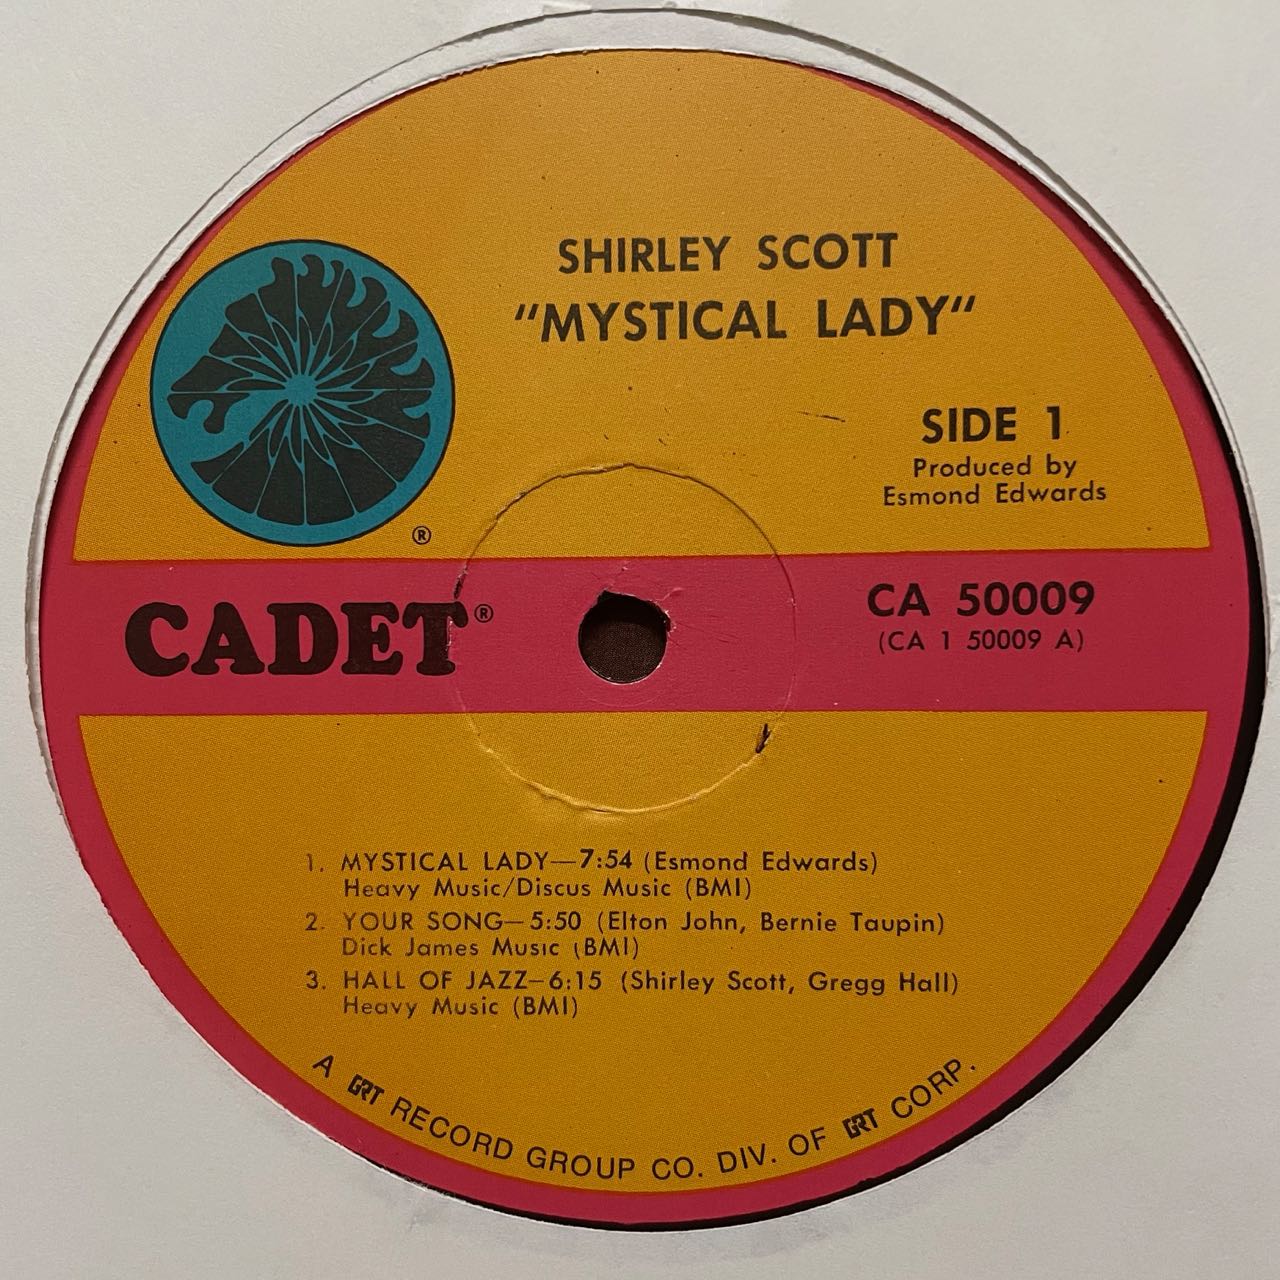 SHIRLEY SCOTT
"MYSTICAL LADY"
SIDE 1
Produced by
Esmond Edwards
®
CADET®
CA 50009
(CA 1 50009 A)
1. MYSTICAL LADY—7:54 (Esmond Edwards)
Heavy Music/Discus Music (BMI)
2. YOUR SONG—5:50 (Elton John, Bernie Taupin)
Dick James Music (BMI)
3. HALL OF JAZZ—6:15 (Shirley Scott, Gregg Hall)
Heavy Music (BMI)
A GRT RECORD GROUP CO. DIV. OF GRT CORP.